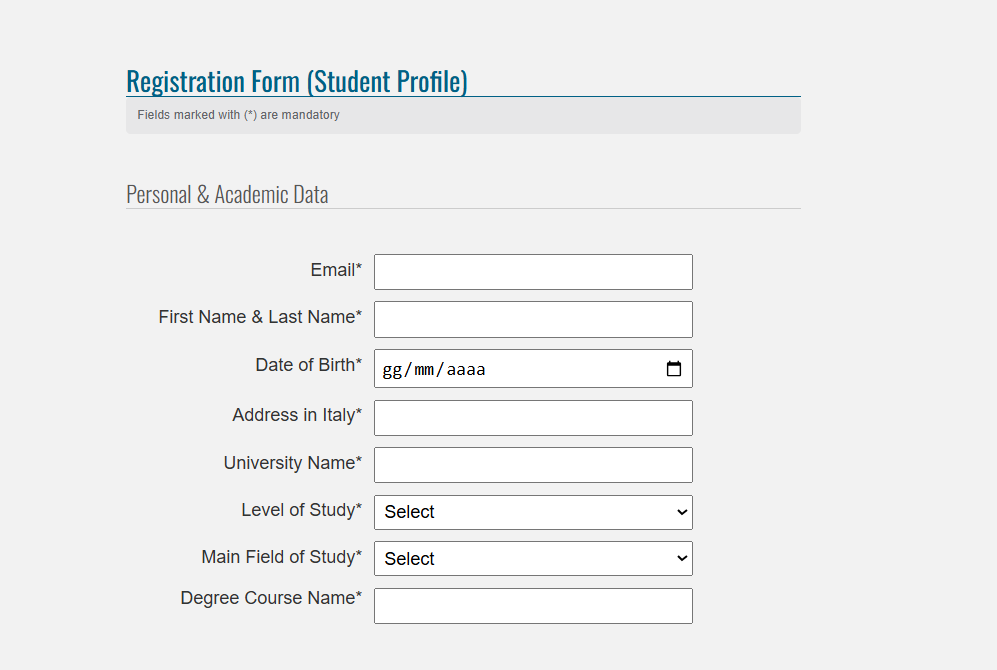 Registration Form (Student Profile)
Fields marked with (*) are mandatory
Personal & Academic Data
Email*
First Name & Last Name*
Date of Birth* gg/mm/aaaa
Address in Italy*
University Name*
Level of Study* Select
Main Field of Study* Select
Degree Course Name*